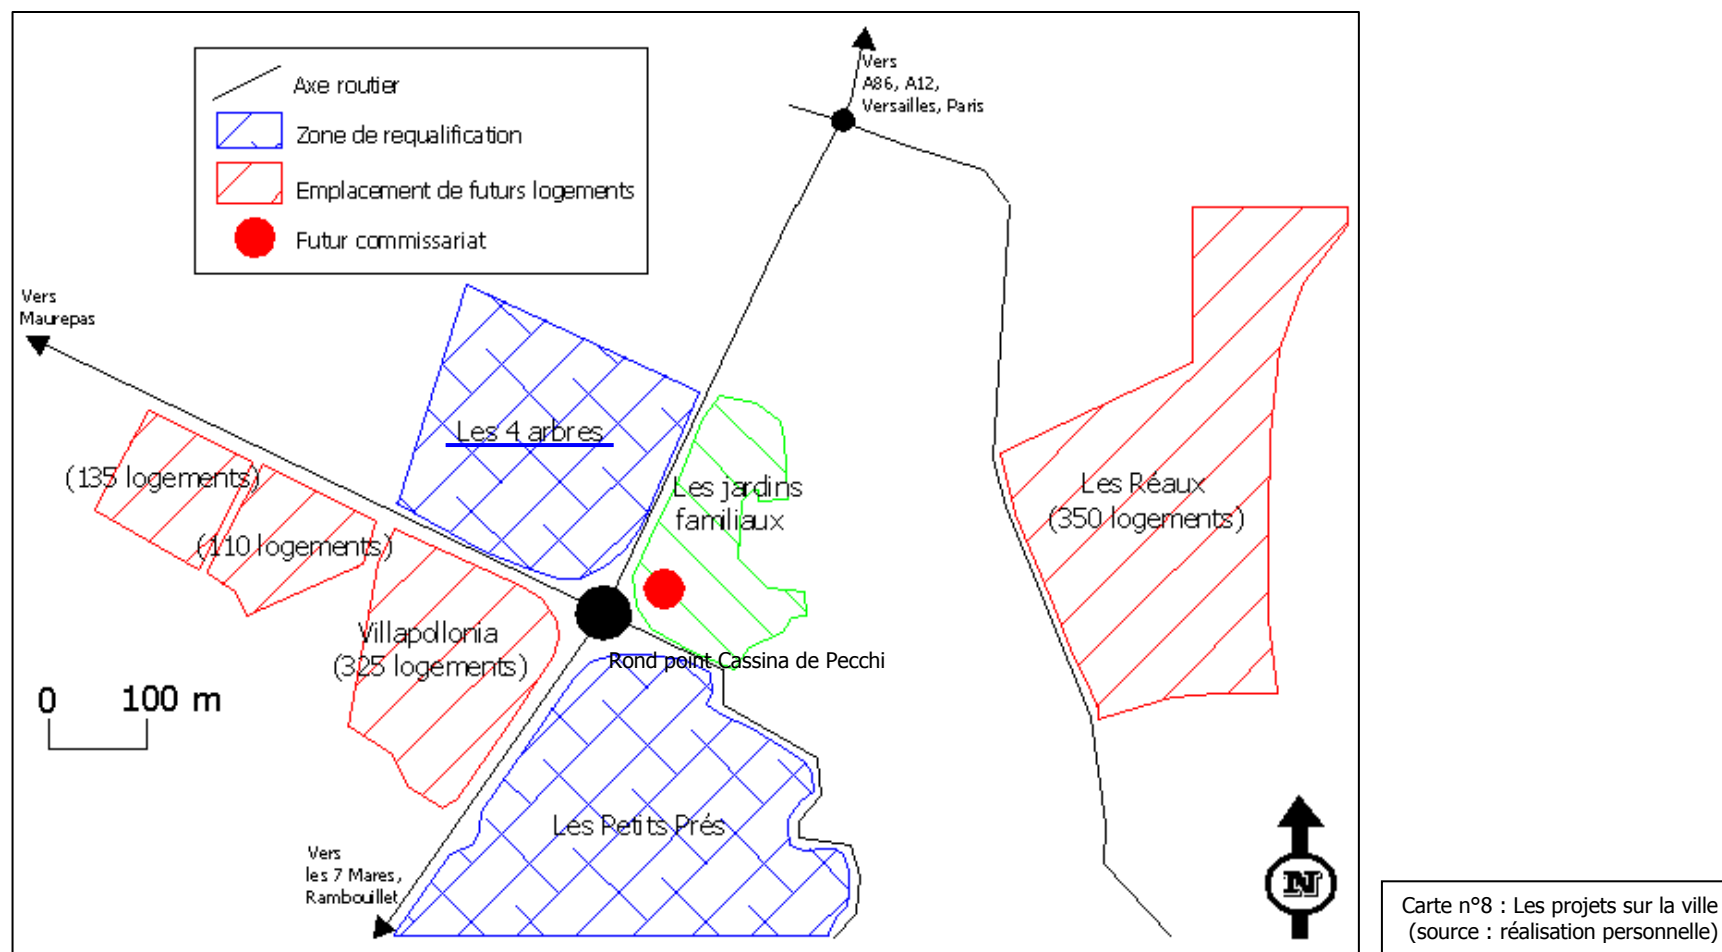 Axe routier
Zone de requalification
Emplacement de futurs logements
Futur commissariat
Vers
A86, A12,
Versailles, Paris
Vers
Maurepas
Les 4 arbres
(135 logements)
(110 logements)
Les jardins
familiaux
Les Réaux
(350 logements)
Villapollonia
(325 logements)
Rond point Cassina de Pecchi
0 100 m
Les Petits Prés
Vers
les 7 Mares,
Rambouillet
N
Carte n°8 : Les projets sur la ville
(source : réalisation personnelle)